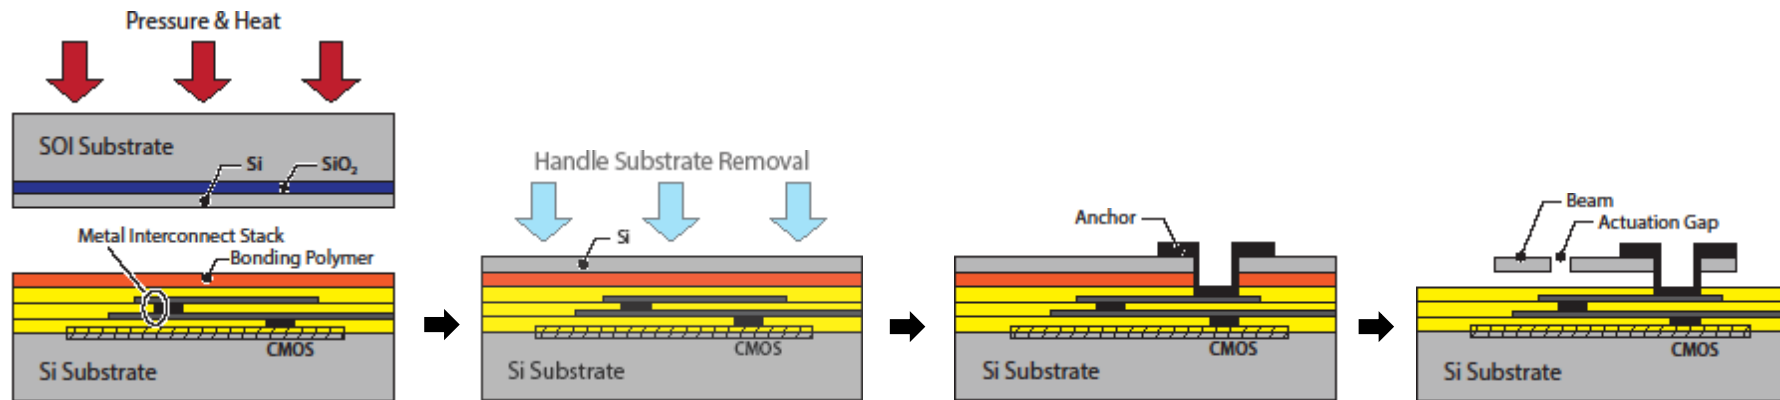 Pressure & Heat
SOI Substrate
Si
SiO₂
Metal Interconnect Stack
Bonding Polymer
CMOS
Si Substrate
Handle Substrate Removal
Si
CMOS
Si Substrate
Anchor
CMOS
Si Substrate
Beam
Actuation Gap
CMOS
Si Substrate